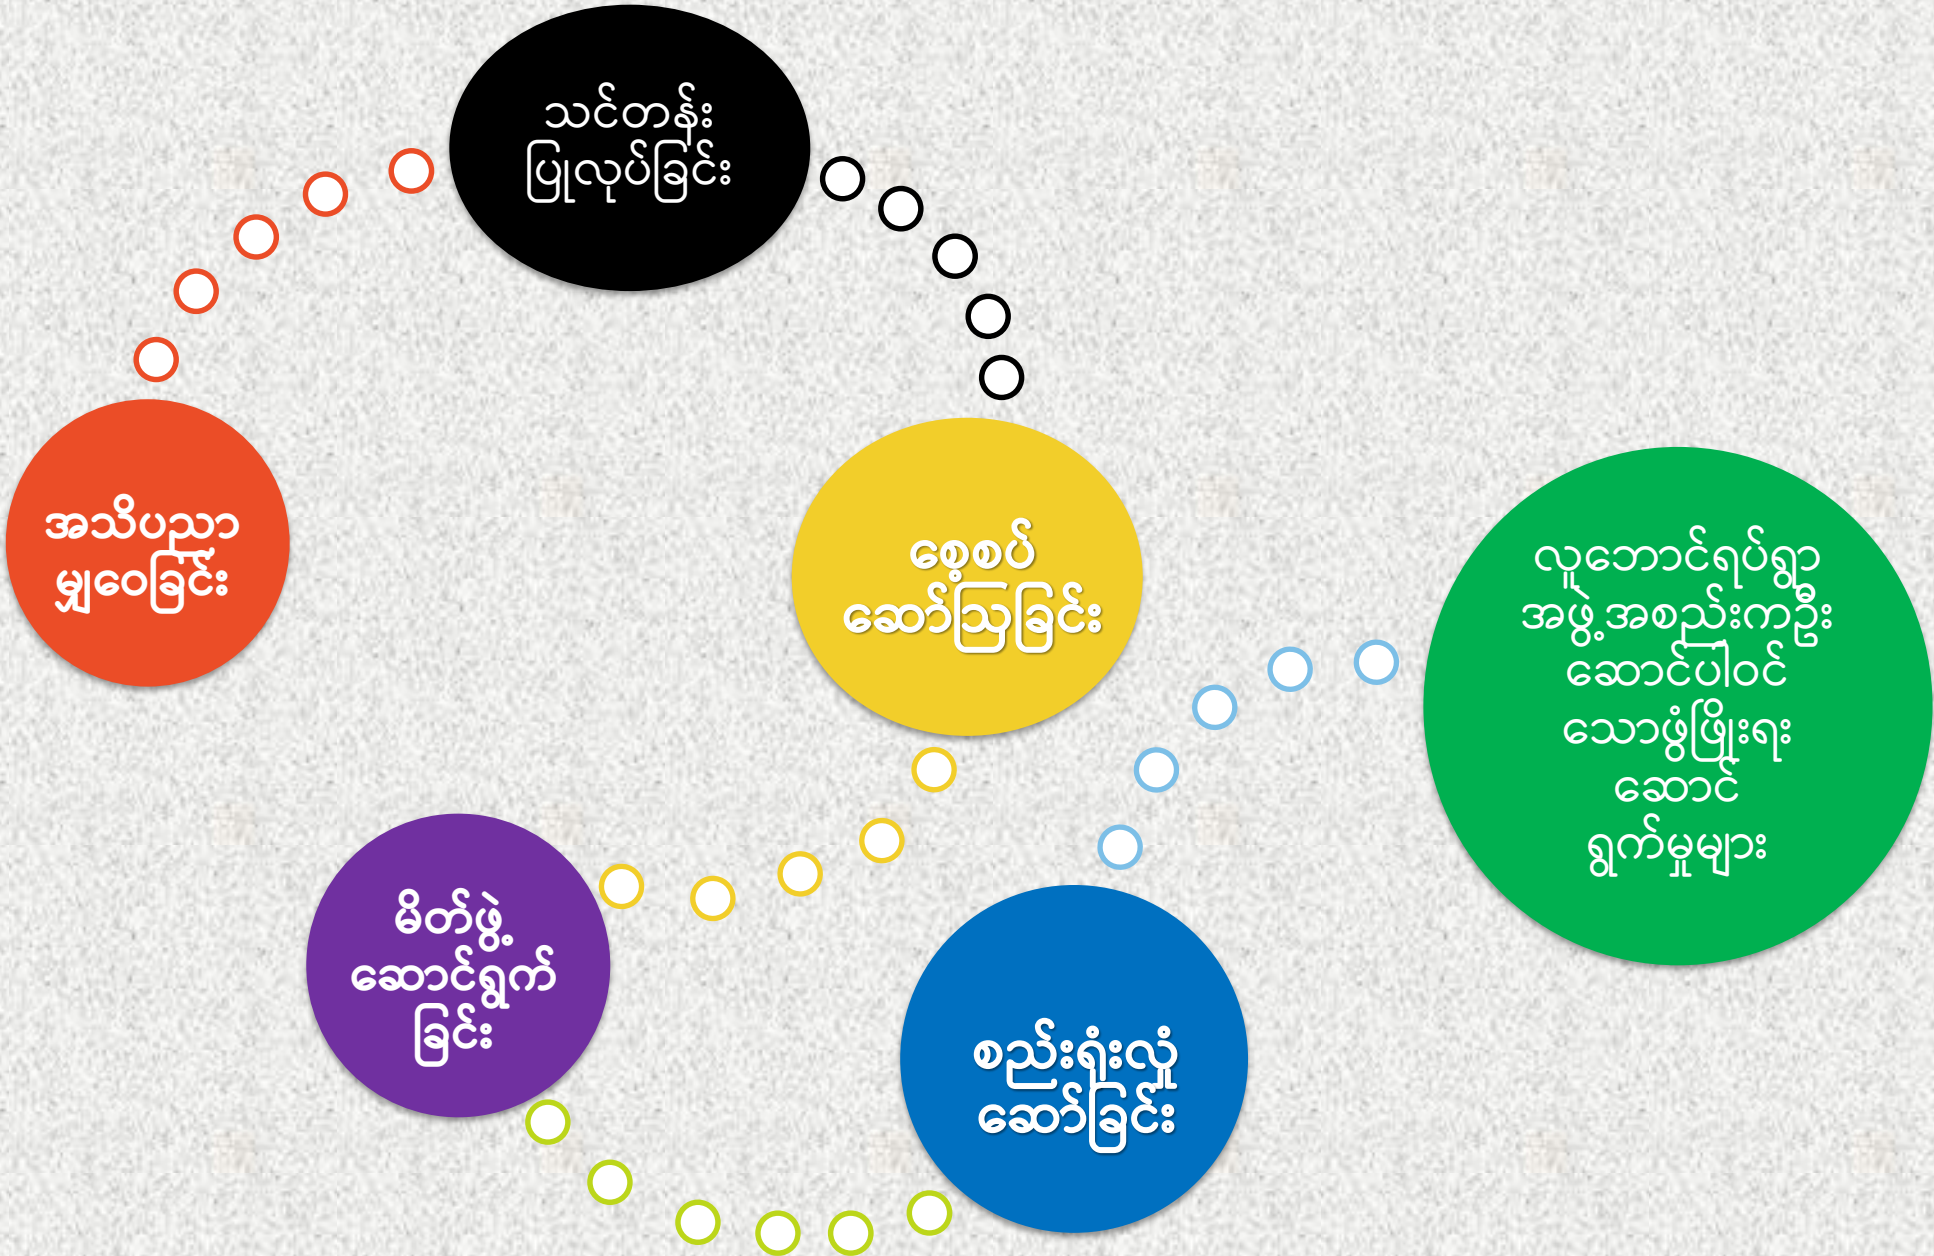 သင်တန်း
ပြုလုပ်ခြင်း
အသိပညာ
မျှဝေခြင်း
စေ့စပ်
ဆော်ဩခြင်း
လူဘောင်ရပ်ရွာ
အဖွဲ့အစည်းကဦး
ဆောင်ပါဝင်
သောဖွံဖြိုးရး
ဆောင်
ရွက်မှုများ
မိတ်ဖွဲ့
ဆောင်ရွက်
ခြင်း
စည်းရုံးလှုံ
ဆော်ခြင်း